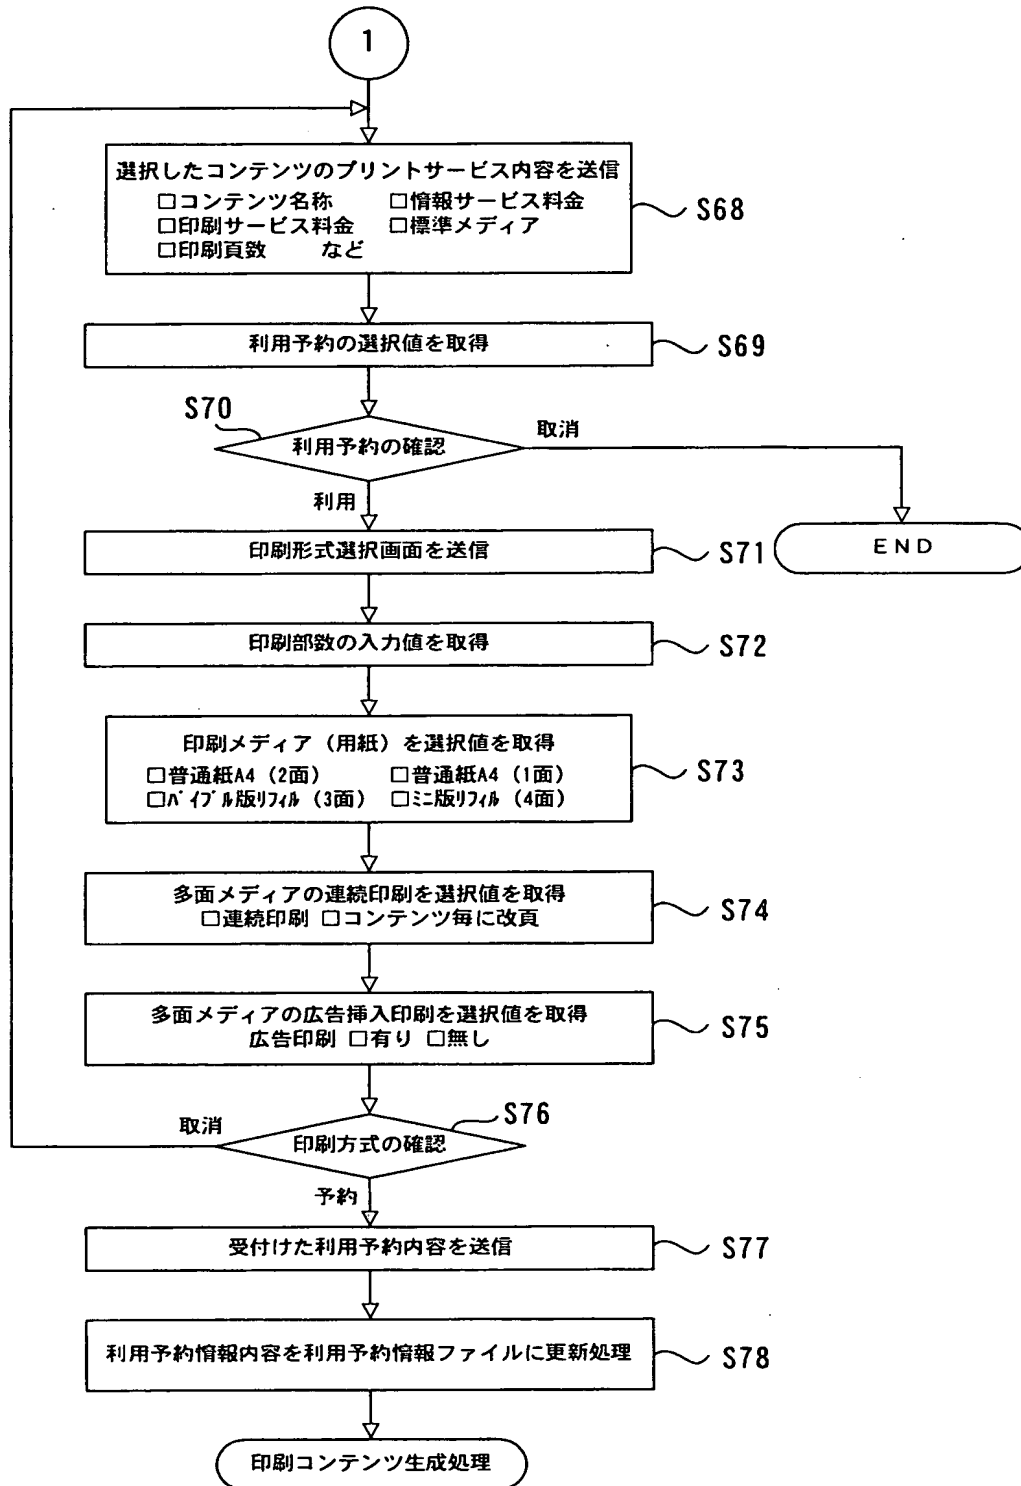 1
選択したコンテンツのプリントサービス内容を送信
□コンテンツ名称 □情報サービス料金
□印刷サービス料金 □標準メディア
□印刷頁数 など
S68
利用予約の選択値を取得
S69
S70
利用予約の確認
取消
利用
END
印刷形式選択画面を送信
S71
印刷部数の入力値を取得
S72
印刷メディア（用紙）を選択値を取得
□普通紙A4（2面） □普通紙A4（1面）
□ﾊﾞｲﾌﾞﾙ版ﾘﾌｨﾙ（3面） □ﾐﾆ版ﾘﾌｨﾙ（4面）
S73
多面メディアの連続印刷を選択値を取得
□連続印刷 □コンテンツ毎に改頁
S74
多面メディアの広告挿入印刷を選択値を取得
広告印刷 □有り □無し
S75
S76
取消
印刷方式の確認
予約
受付けた利用予約内容を送信
S77
利用予約情報内容を利用予約情報ファイルに更新処理
S78
印刷コンテンツ生成処理